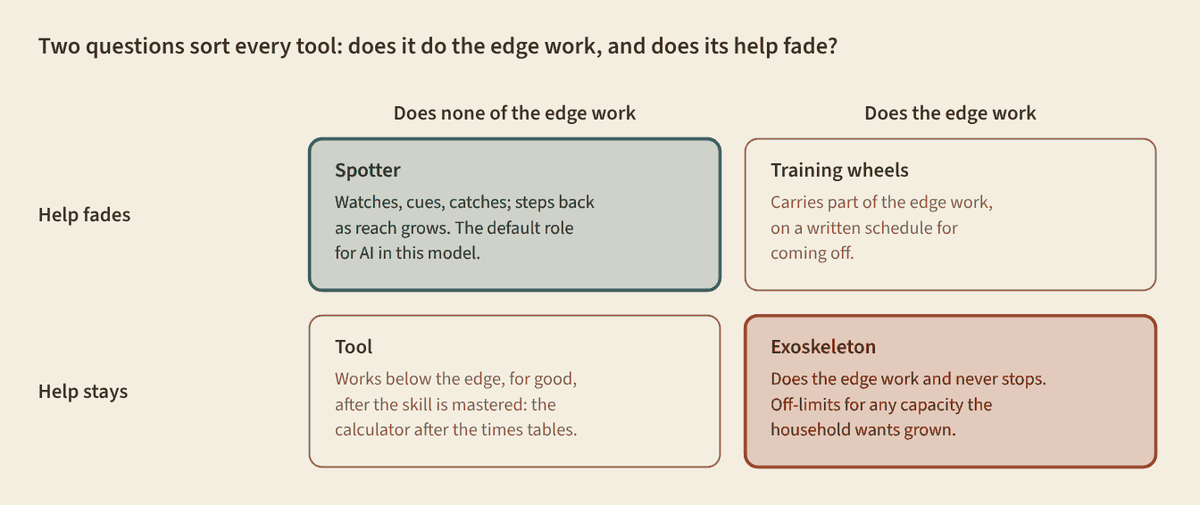 Two questions sort every tool: does it do the edge work, and does its help fade?
Does none of the edge work
Does the edge work
Help fades
Spotter
Watches, cues, catches; steps back
as reach grows. The default role
for AI in this model.
Training wheels
Carries part of the edge work,
on a written schedule for
coming off.
Help stays
Tool
Works below the edge, for good,
after the skill is mastered: the
calculator after the times tables.
Exoskeleton
Does the edge work and never stops.
Off-limits for any capacity the
household wants grown.